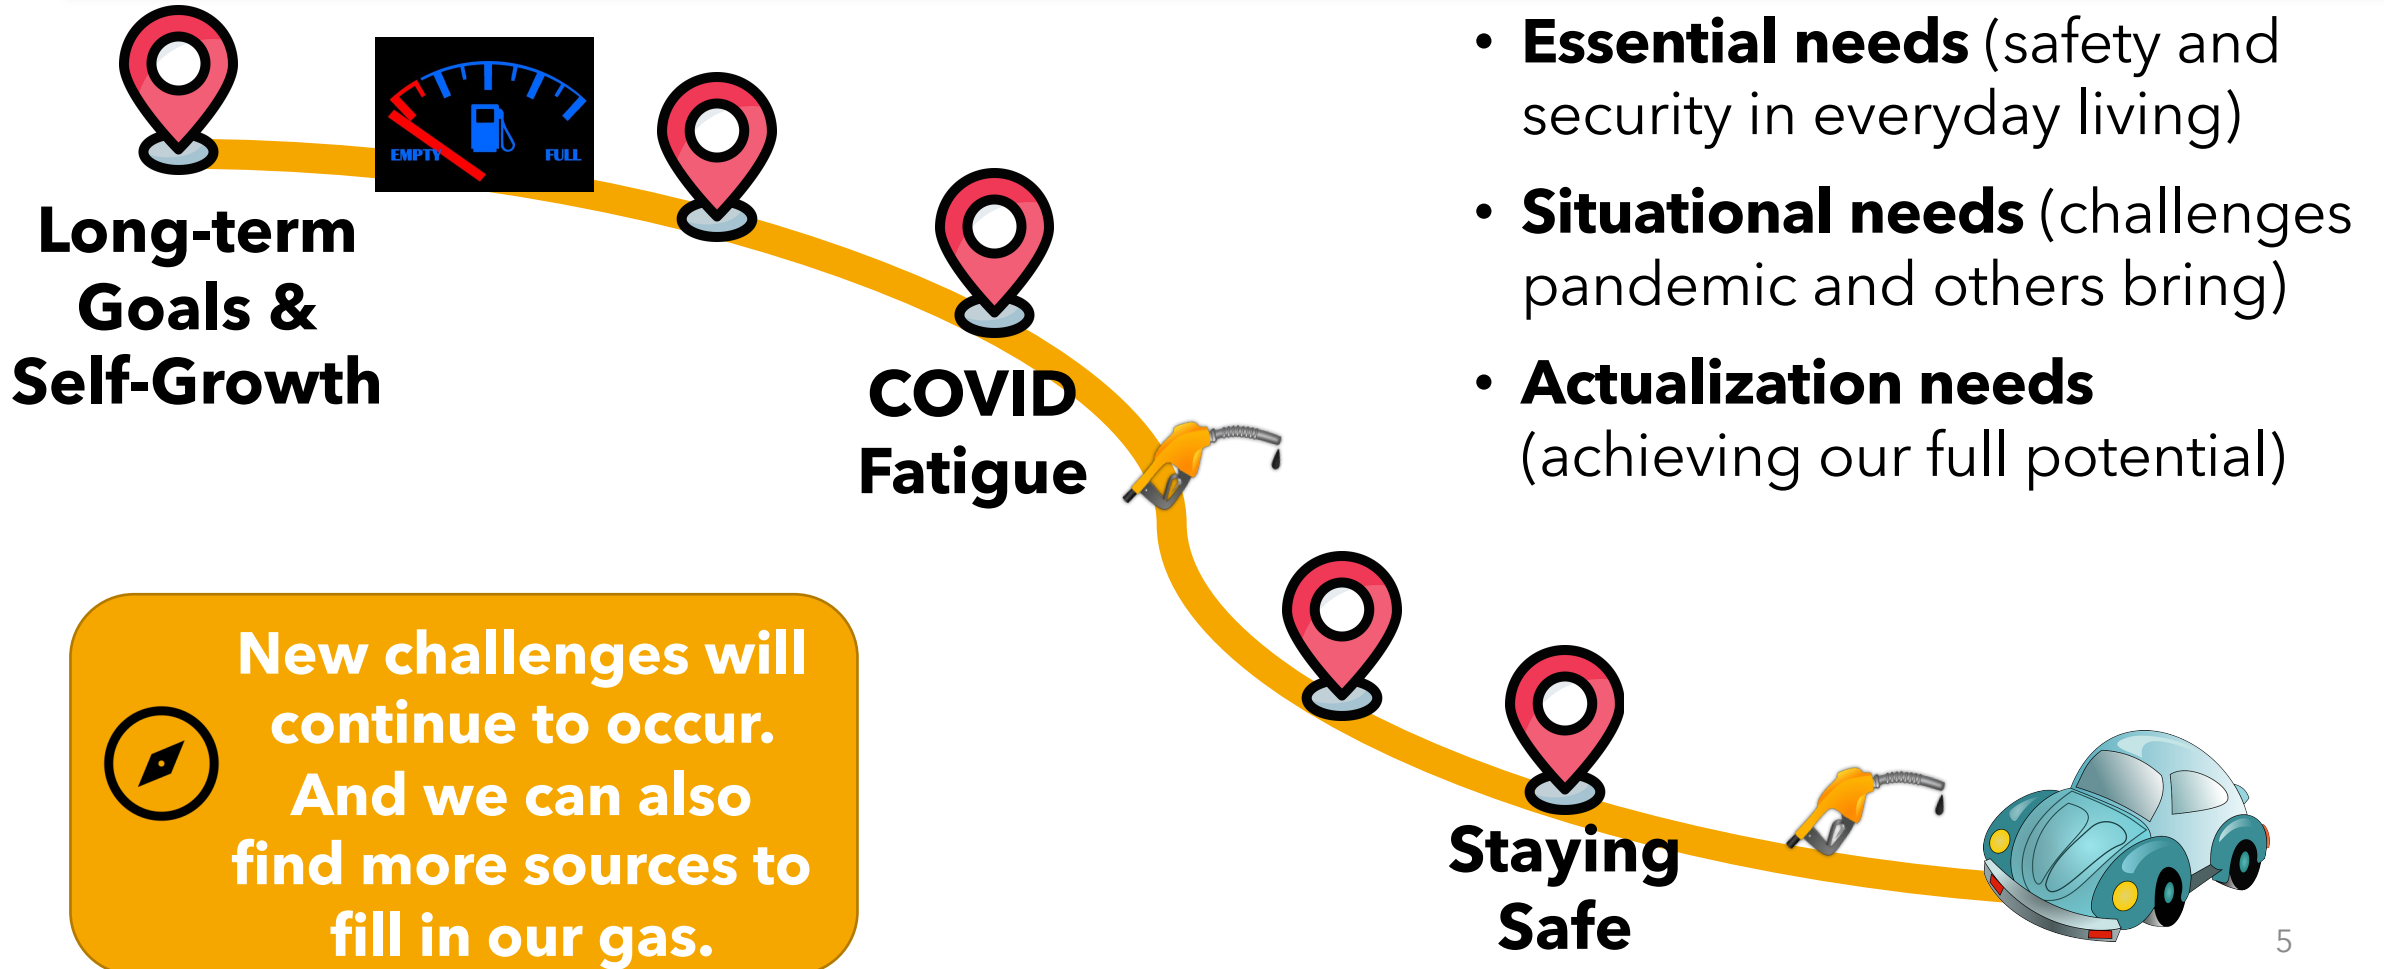 EMPTY
FULL
Long-term
Goals &
Self-Growth
COVID
Fatigue
• Essential needs (safety and
security in everyday living)
• Situational needs (challenges
pandemic and others bring)
• Actualization needs
(achieving our full potential)
New challenges will
continue to occur.
And we can also
find more sources to
fill in our gas.
Staying
Safe
5